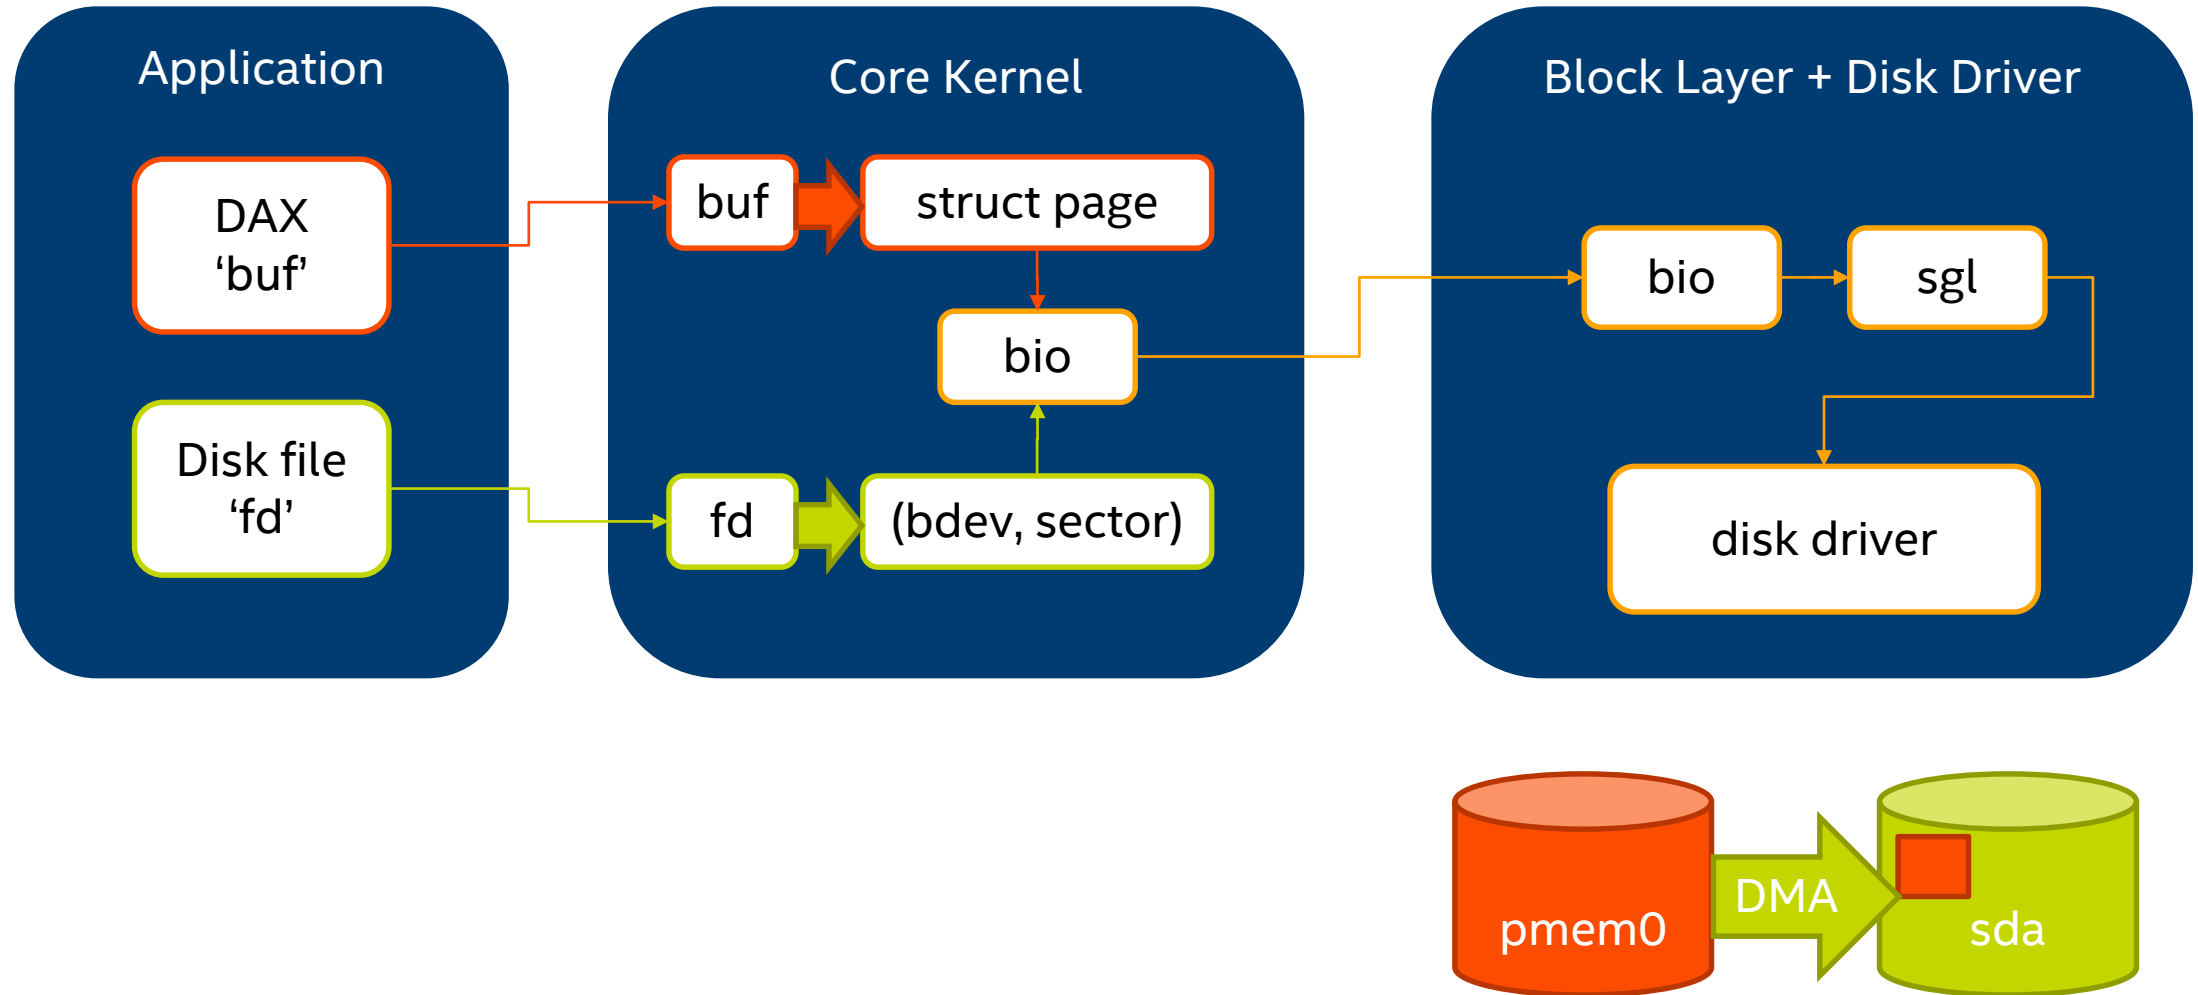 Application
DAX
‘buf’
Disk file
‘fd’
Core Kernel
buf
struct page
bio
fd
(bdev, sector)
Block Layer + Disk Driver
bio
sgl
disk driver
pmem0
DMA
sda